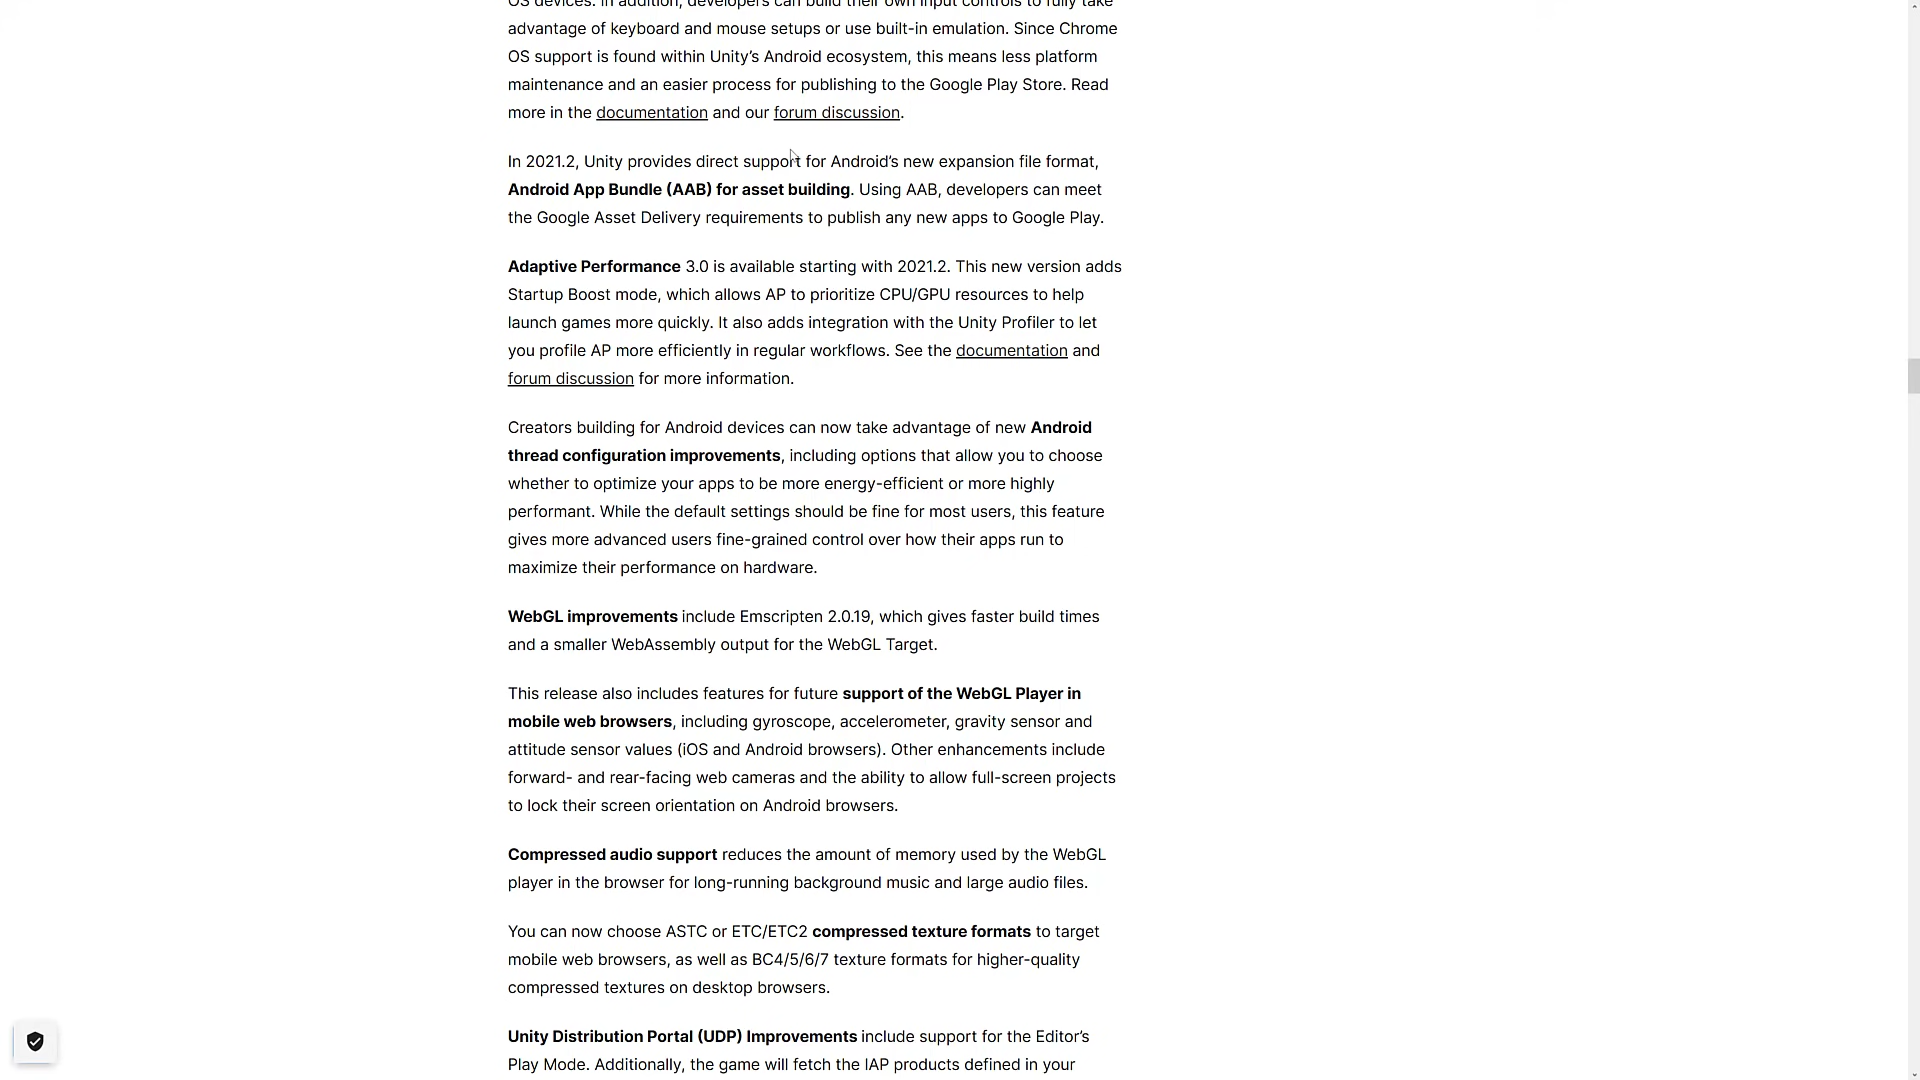 OS devices. In addition, developers can build their own input controls to fully take
advantage of keyboard and mouse setups or use built-in emulation. Since Chrome
OS support is found within Unity’s Android ecosystem, this means less platform
maintenance and an easier process for publishing to the Google Play Store. Read
more in the documentation and our forum discussion.
In 2021.2, Unity provides direct support for Android’s new expansion file format,
Android App Bundle (AAB) for asset building. Using AAB, developers can meet
the Google Asset Delivery requirements to publish any new apps to Google Play.
Adaptive Performance 3.0 is available starting with 2021.2. This new version adds
Startup Boost mode, which allows AP to prioritize CPU/GPU resources to help
launch games more quickly. It also adds integration with the Unity Profiler to let
you profile AP more efficiently in regular workflows. See the documentation and
forum discussion for more information.
Creators building for Android devices can now take advantage of new Android
thread configuration improvements, including options that allow you to choose
whether to optimize your apps to be more energy-efficient or more highly
performant. While the default settings should be fine for most users, this feature
gives more advanced users fine-grained control over how their apps run to
maximize their performance on hardware.
WebGL improvements include Emscripten 2.0.19, which gives faster build times
and a smaller WebAssembly output for the WebGL Target.
This release also includes features for future support of the WebGL Player in
mobile web browsers, including gyroscope, accelerometer, gravity sensor and
attitude sensor values (iOS and Android browsers). Other enhancements include
forward- and rear-facing web cameras and the ability to allow full-screen projects
to lock their screen orientation on Android browsers.
Compressed audio support reduces the amount of memory used by the WebGL
player in the browser for long-running background music and large audio files.
You can now choose ASTC or ETC/ETC2 compressed texture formats to target
mobile web browsers, as well as BC4/5/6/7 texture formats for higher-quality
compressed textures on desktop browsers.
Unity Distribution Portal (UDP) Improvements include support for the Editor’s
Play Mode. Additionally, the game will fetch the IAP products defined in your